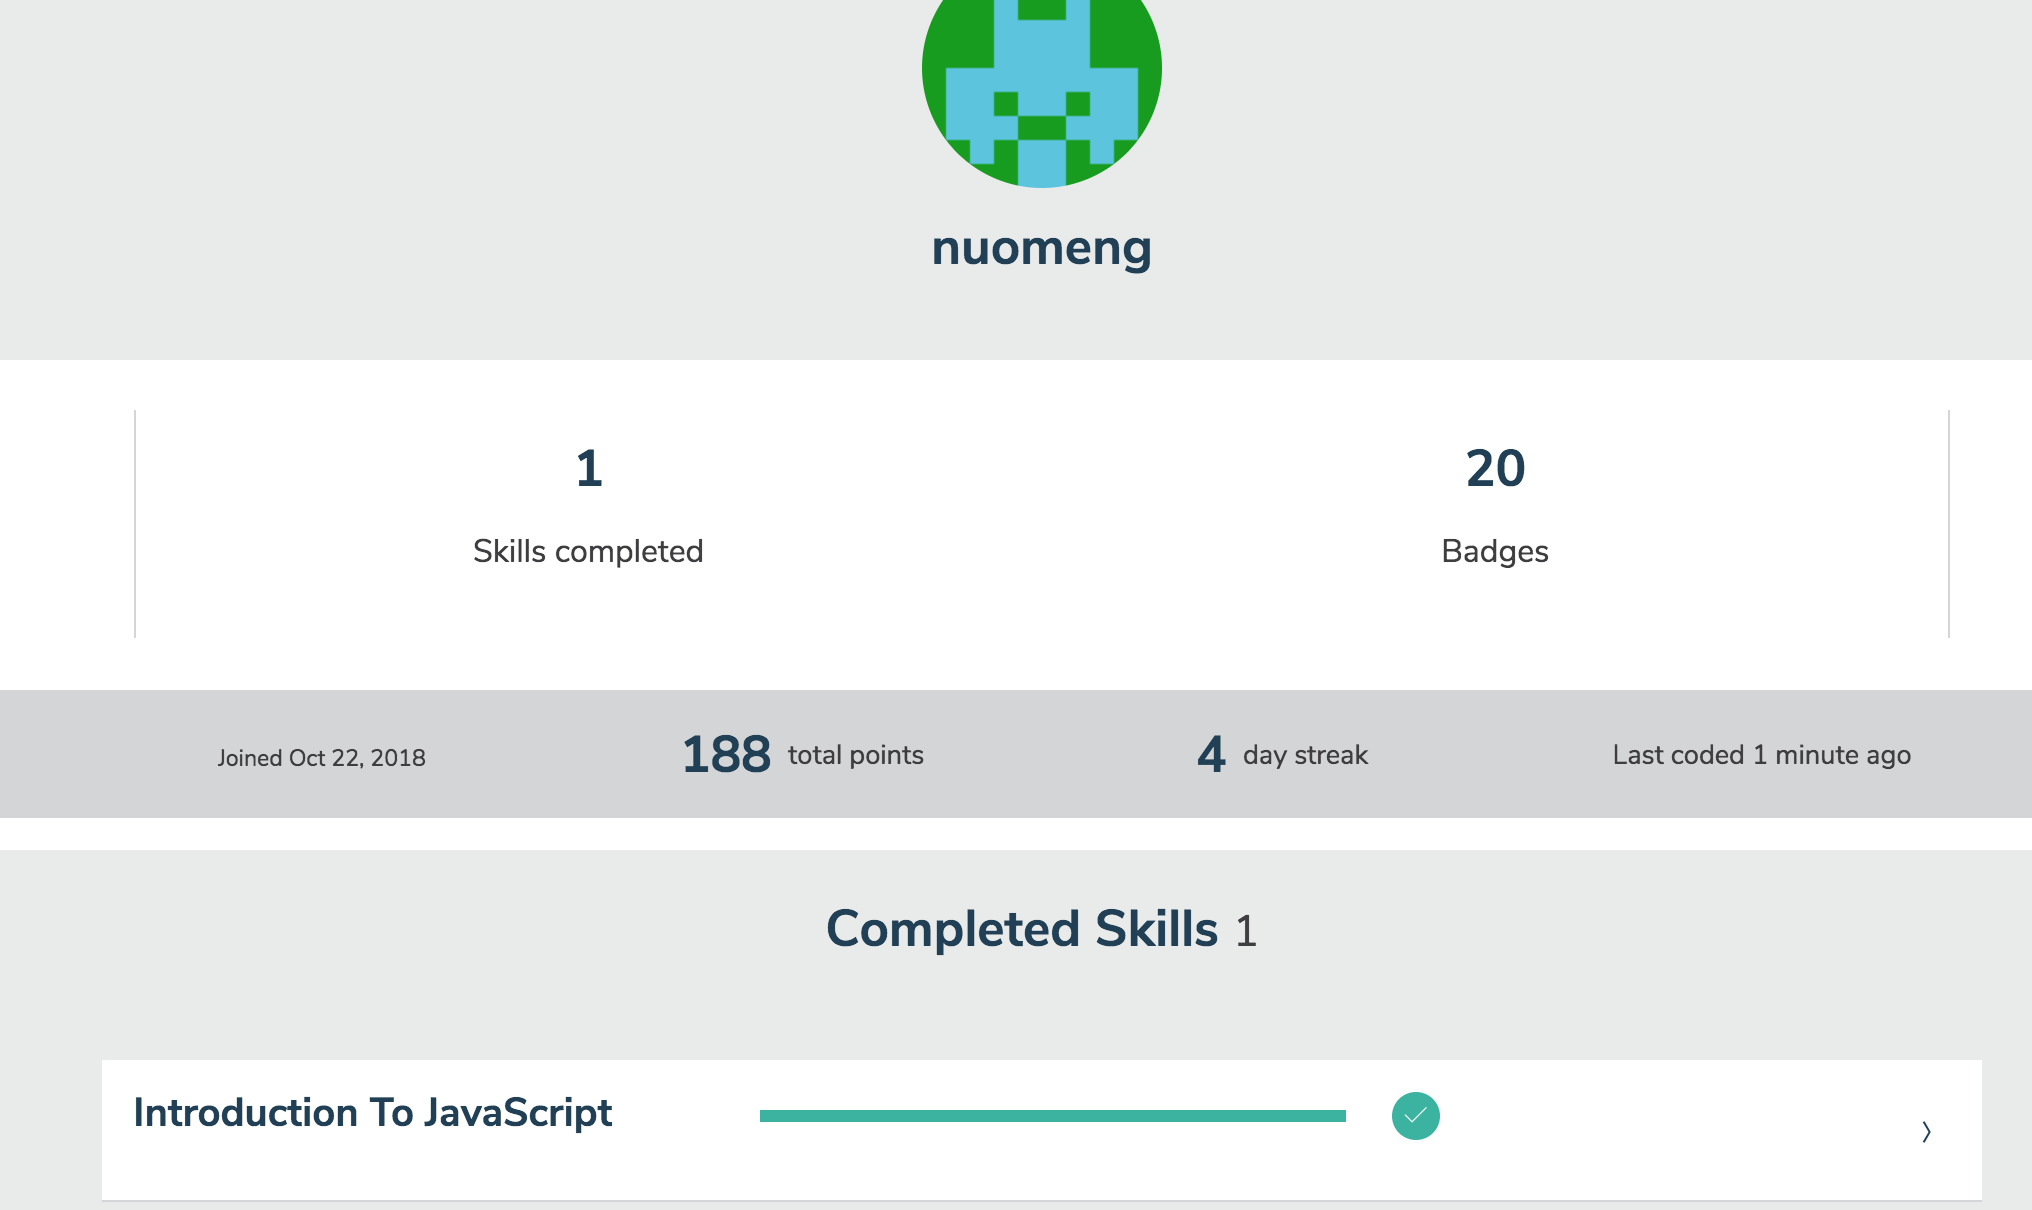 nuomeng
1
Skills completed
20
Badges
Joined Oct 22, 2018
188 total points
4 day streak
Last coded 1 minute ago
Completed Skills 1
Introduction To JavaScript